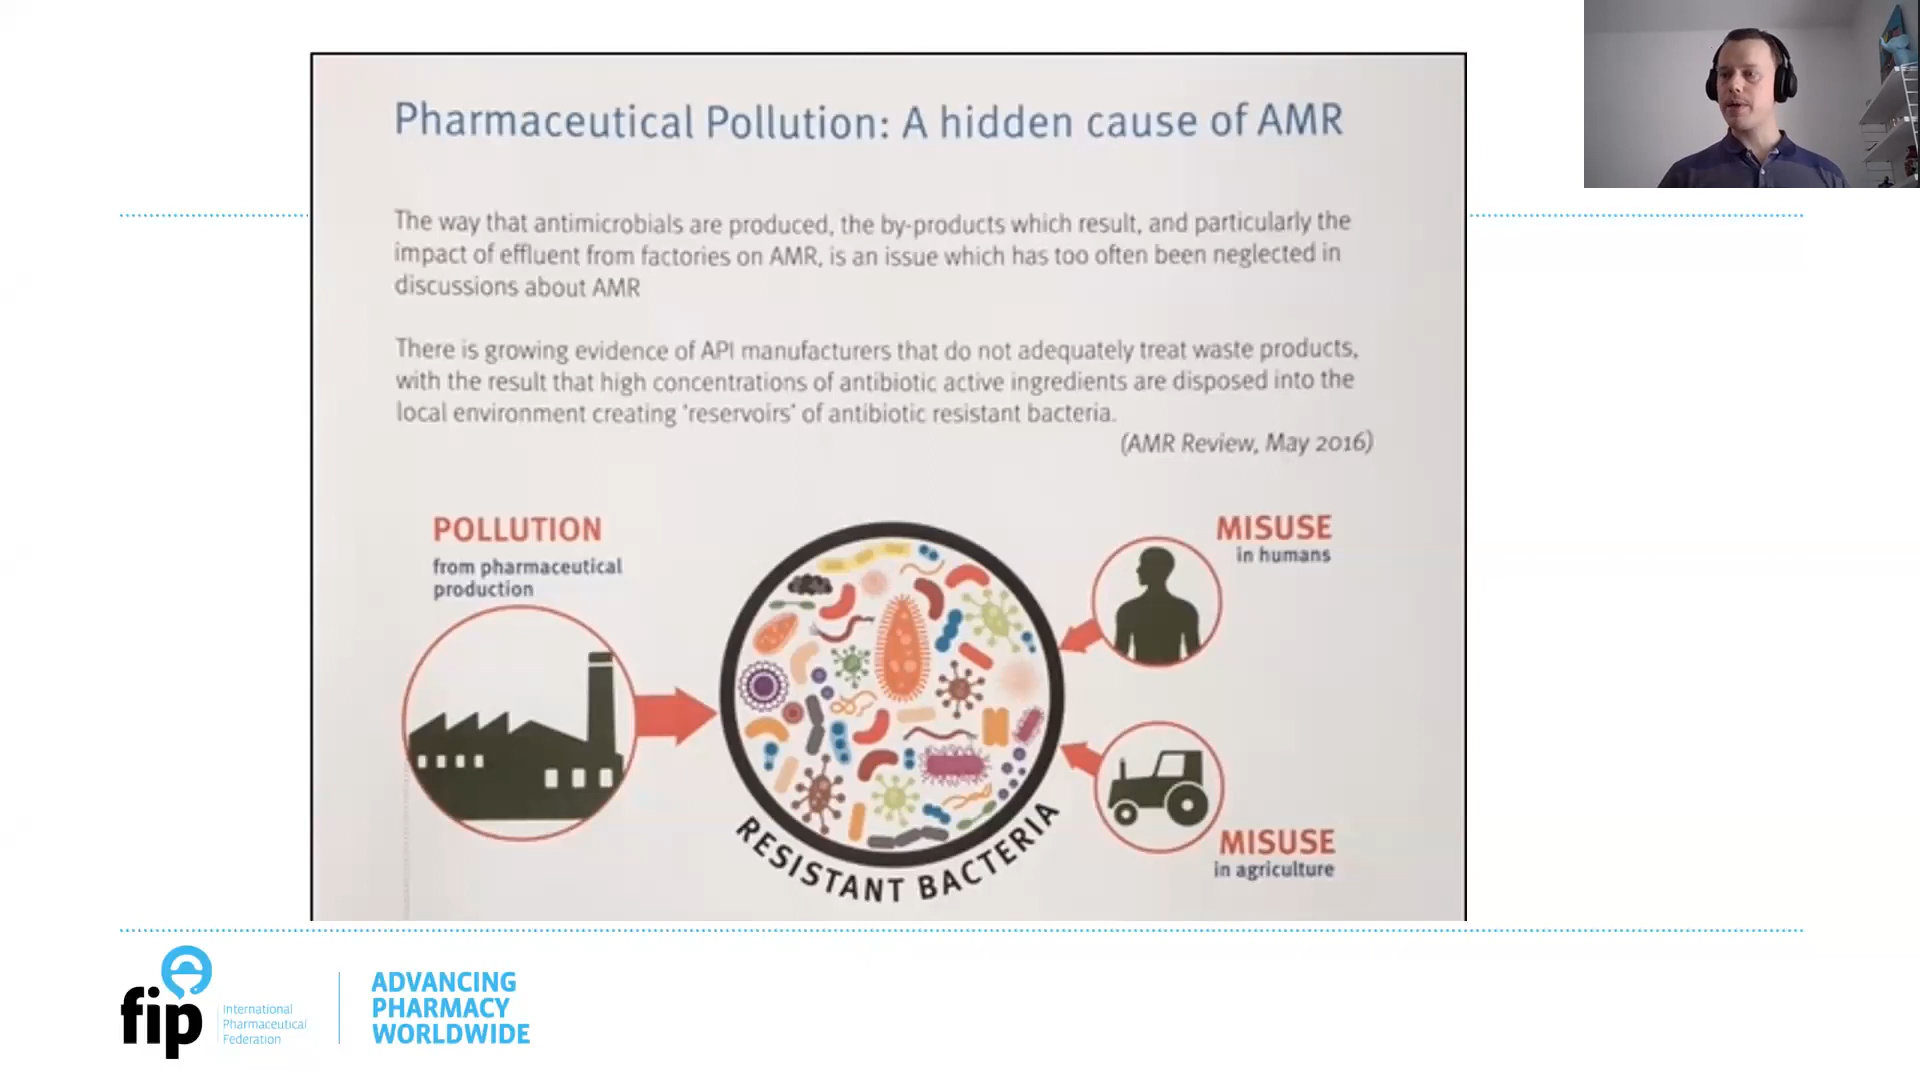 Pharmaceutical Pollution: A hidden cause of AMR
The way that antimicrobials are produced, the by-products which result, and particularly the
impact of effluent from factories on AMR, is an issue which has too often been neglected in
discussions about AMR
There is growing evidence of API manufacturers that do not adequately treat waste products,
with the result that high concentrations of antibiotic active ingredients are disposed into the
local environment creating 'reservoirs' of antibiotic resistant bacteria.
(AMR Review, May 2016)
POLLUTION
from pharmaceutical
production
MISUSE
in humans
MISUSE
in agriculture
RESISTANT BACTERIA
fip
International
Pharmaceutical
Federation
ADVANCING
PHARMACY
WORLDWIDE